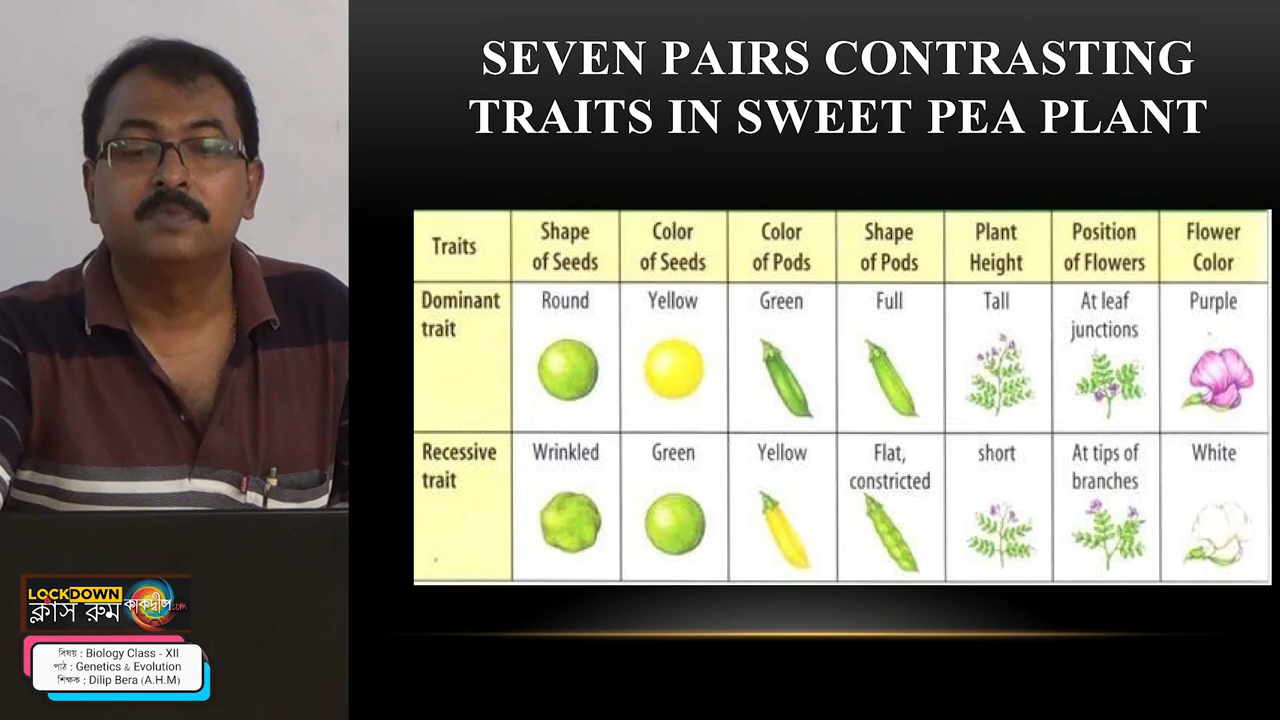 SEVEN PAIRS CONTRASTING
TRAITS IN SWEET PEA PLANT
Traits
Shape
of Seeds
Color
of Seeds
Color
of Pods
Shape
of Pods
Plant
Height
Position
of Flowers
Flower
Color
Dominant
trait
Round
Yellow
Green
Full
Tall
At leaf
junctions
Purple
Recessive
trait
Wrinkled
Green
Yellow
Flat,
constricted
short
At tips of
branches
White
LOCKDOWN
ক্লাস রুম কাকদ্বীপ.com
বিষয় : Biology Class - XII
পাঠ : Genetics & Evolution
শিক্ষক : Dilip Bera (A.H.M)